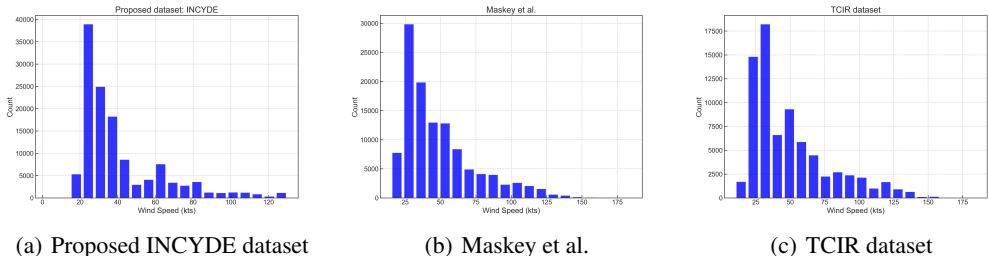 Proposed dataset: INCYDE
40000
35000
30000
25000
20000
15000
10000
5000
0
Count
0 20 40 60 80 100 120
Wind Speed (kts)
(a) Proposed INCYDE dataset
Maskey et al.
30000
25000
20000
15000
10000
5000
0
Count
25 50 75 100 125 150 175
Wind Speed (kts)
(b) Maskey et al.
TCIR dataset
17500
15000
12500
10000
7500
5000
2500
0
Count
25 50 75 100 125 150 175
Wind Speed (kts)
(c) TCIR dataset